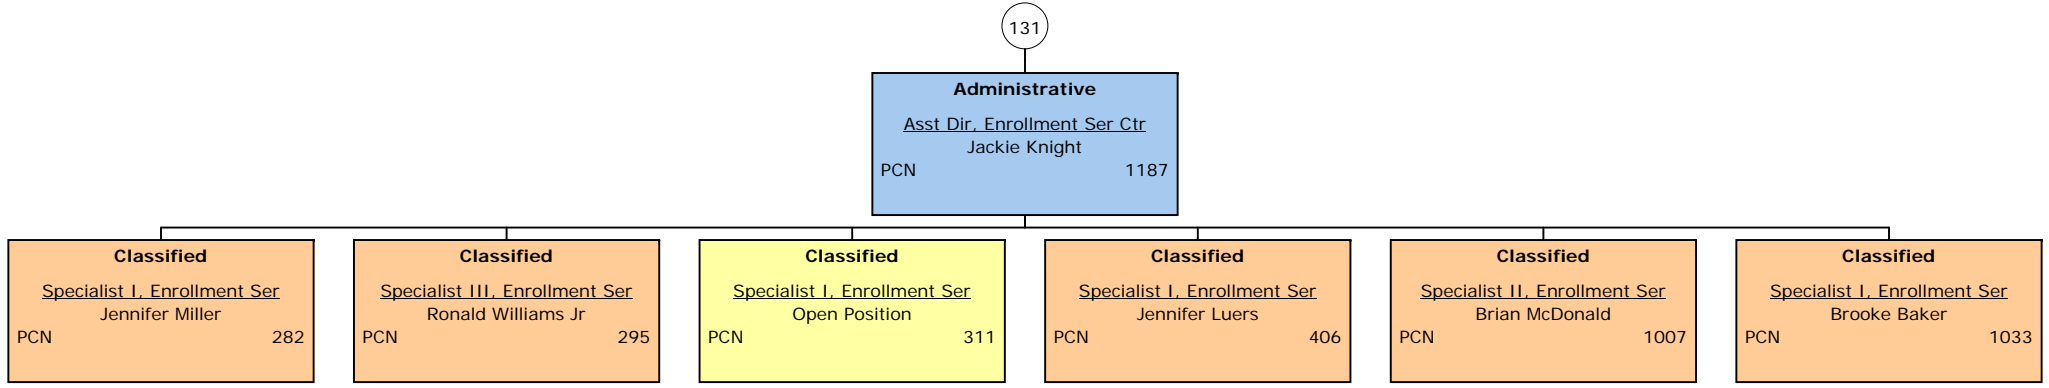 131
Administrative
Asst Dir, Enrollment Ser Ctr
Jackie Knight
PCN 1187
Classified
Specialist I, Enrollment Ser
Jennifer Miller
PCN 282
Classified
Specialist III, Enrollment Ser
Ronald Williams Jr
PCN 295
Classified
Specialist I, Enrollment Ser
Open Position
PCN 311
Classified
Specialist I, Enrollment Ser
Jennifer Luers
PCN 406
Classified
Specialist II, Enrollment Ser
Brian McDonald
PCN 1007
Classified
Specialist I, Enrollment Ser
Brooke Baker
PCN 1033